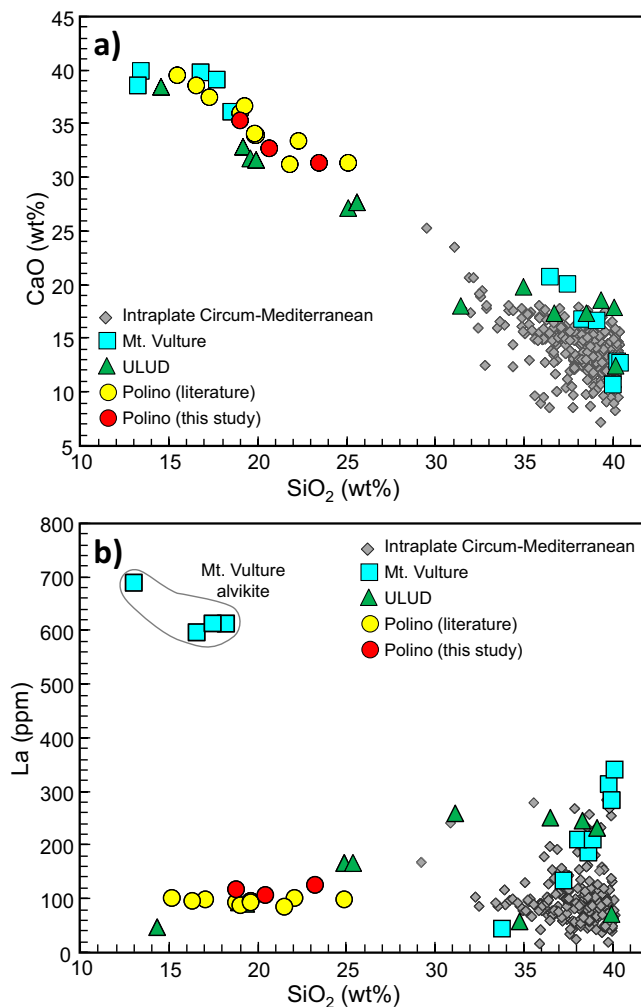 a)
45
40
35
30
25
20
15
10
5
CaO (wt%)
Intraplate Circum-Mediterranean
Mt. Vulture
ULUD
Polino (literature)
Polino (this study)
10 15 20 25 30 35 40
SiO₂ (wt%)
b)
800
700
600
500
400
300
200
100
0
La (ppm)
Mt. Vulture
alvikite
Intraplate Circum-Mediterranean
Mt. Vulture
ULUD
Polino (literature)
Polino (this study)
10 15 20 25 30 35 40
SiO₂ (wt%)